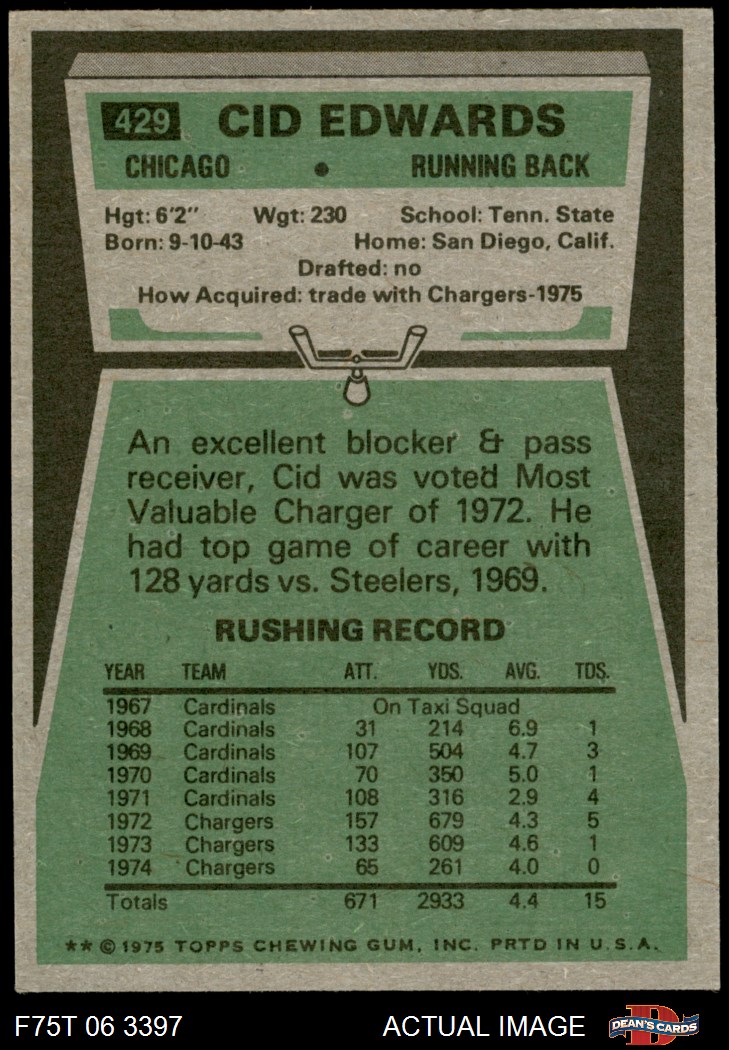 429 CID EDWARDS
CHICAGO • RUNNING BACK
Hgt: 6'2" Wgt: 230 School: Tenn. State
Born: 9-10-43 Home: San Diego, Calif.
Drafted: no
How Acquired: trade with Chargers-1975
An excellent blocker & pass
receiver, Cid was voted Most
Valuable Charger of 1972. He
had top game of career with
128 yards vs. Steelers, 1969.
RUSHING RECORD
YEAR TEAM ATT. YDS. AVG. TDS.
1967 Cardinals On Taxi Squad
1968 Cardinals 31 214 6.9 1
1969 Cardinals 107 504 4.7 3
1970 Cardinals 70 350 5.0 1
1971 Cardinals 108 316 2.9 4
1972 Chargers 157 679 4.3 5
1973 Chargers 133 609 4.6 1
1974 Chargers 65 261 4.0 0
Totals 671 2933 4.4 15
** © 1975 TOPPS CHEWING GUM, INC. PRTD IN U.S.A.
F75T 06 3397 ACTUAL IMAGE D DEAN'S CARDS